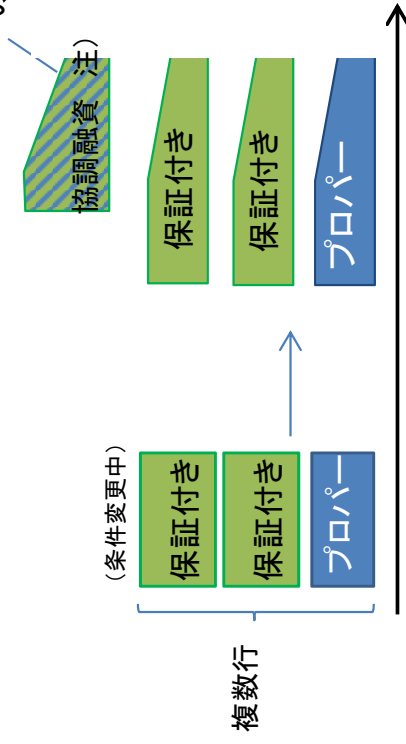 協調融資 注）
（条件変更中）
複数行
保証付き
保証付き
プロパー
保証付き
保証付き
プロパー